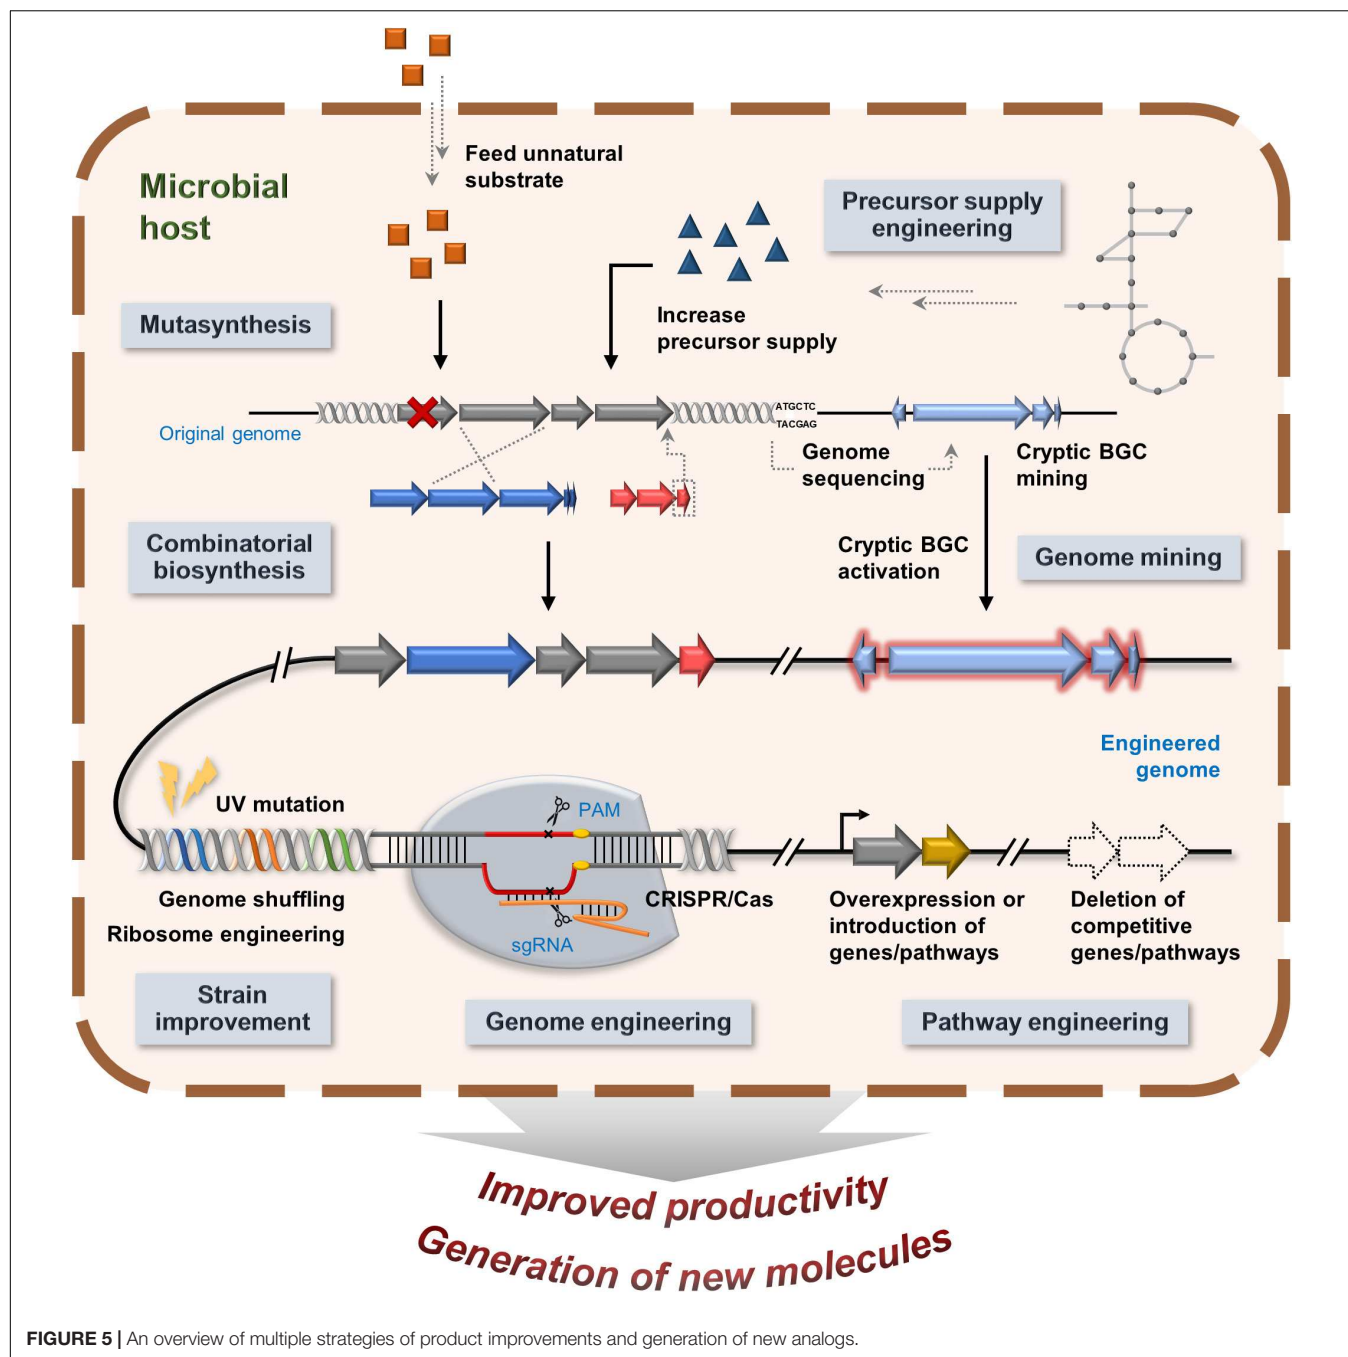 Feed unnatural
substrate
Microbial
host
Precursor supply
engineering
Mutasynthesis
Increase
precursor supply
Original genome
ATGCTC
TACGAG
Genome
sequencing
Cryptic BGC
mining
Combinatorial
biosynthesis
Cryptic BGC
activation
Genome mining
Engineered
genome
UV mutation
PAM
Genome shuffling
Ribosome engineering
sgRNA
CRISPR/Cas
Overexpression or
introduction of
genes/pathways
Deletion of
competitive
genes/pathways
Strain
improvement
Genome engineering
Pathway engineering
Improved productivity
Generation of new molecules
FIGURE 5 | An overview of multiple strategies of product improvements and generation of new analogs.